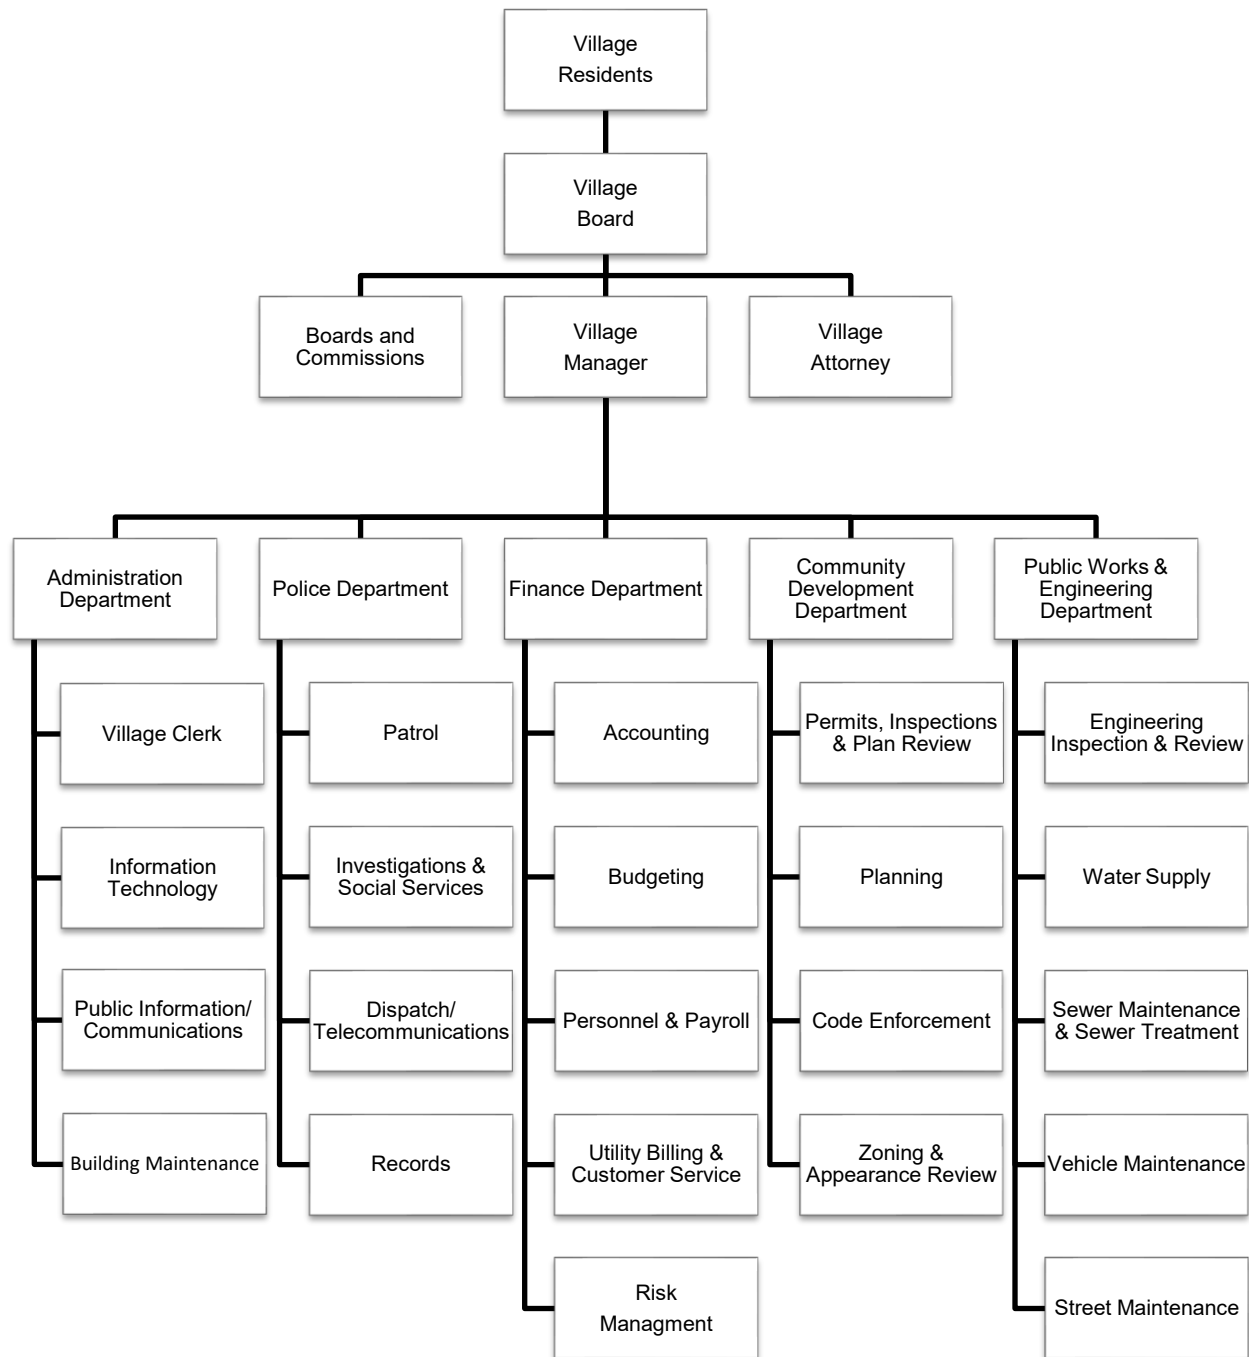 Village
Residents
Village
Board
Boards and
Commissions
Village
Manager
Village
Attorney
Administration
Department
Police Department
Finance Department
Community
Development
Department
Public Works &
Engineering
Department
Village Clerk
Patrol
Accounting
Permits, Inspections
& Plan Review
Engineering
Inspection & Review
Information
Technology
Investigations &
Social Services
Budgeting
Planning
Water Supply
Public Information/
Communications
Dispatch/
Telecommunications
Personnel & Payroll
Code Enforcement
Sewer Maintenance
& Sewer Treatment
Building Maintenance
Records
Utility Billing &
Customer Service
Zoning &
Appearance Review
Vehicle Maintenance
Risk
Managment
Street Maintenance